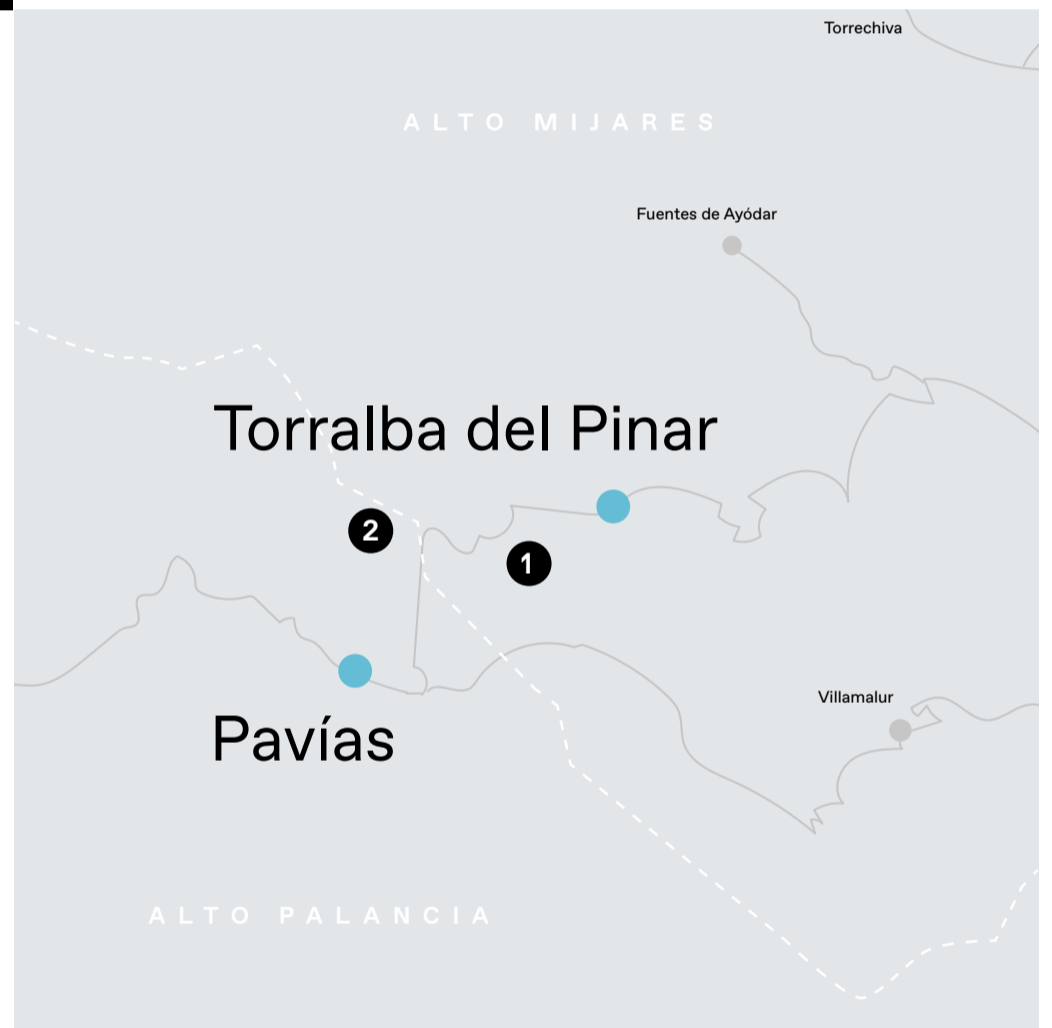 Torrechiva
ALTO MIJARES
Fuentes de Ayódar
Torralba del Pinar
2
1
Villamalur
Pavías
ALTO PALANCIA